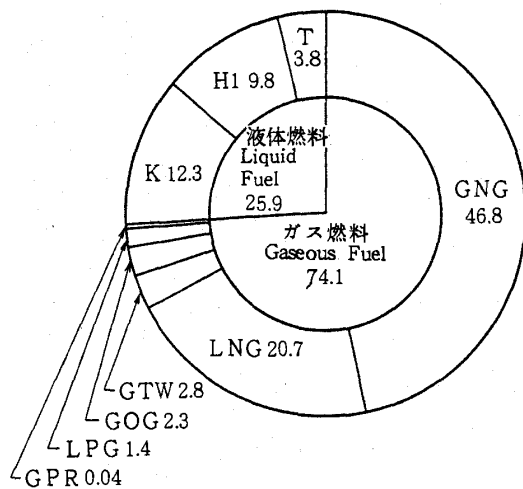 T
3.8
H1 9.8
液体燃料
Liquid
Fuel
25.9
K 12.3
GNG
46.8
ガス燃料
Gaseous Fuel
74.1
LNG 20.7
GTW 2.8
GOG 2.3
LPG 1.4
GPR 0.04